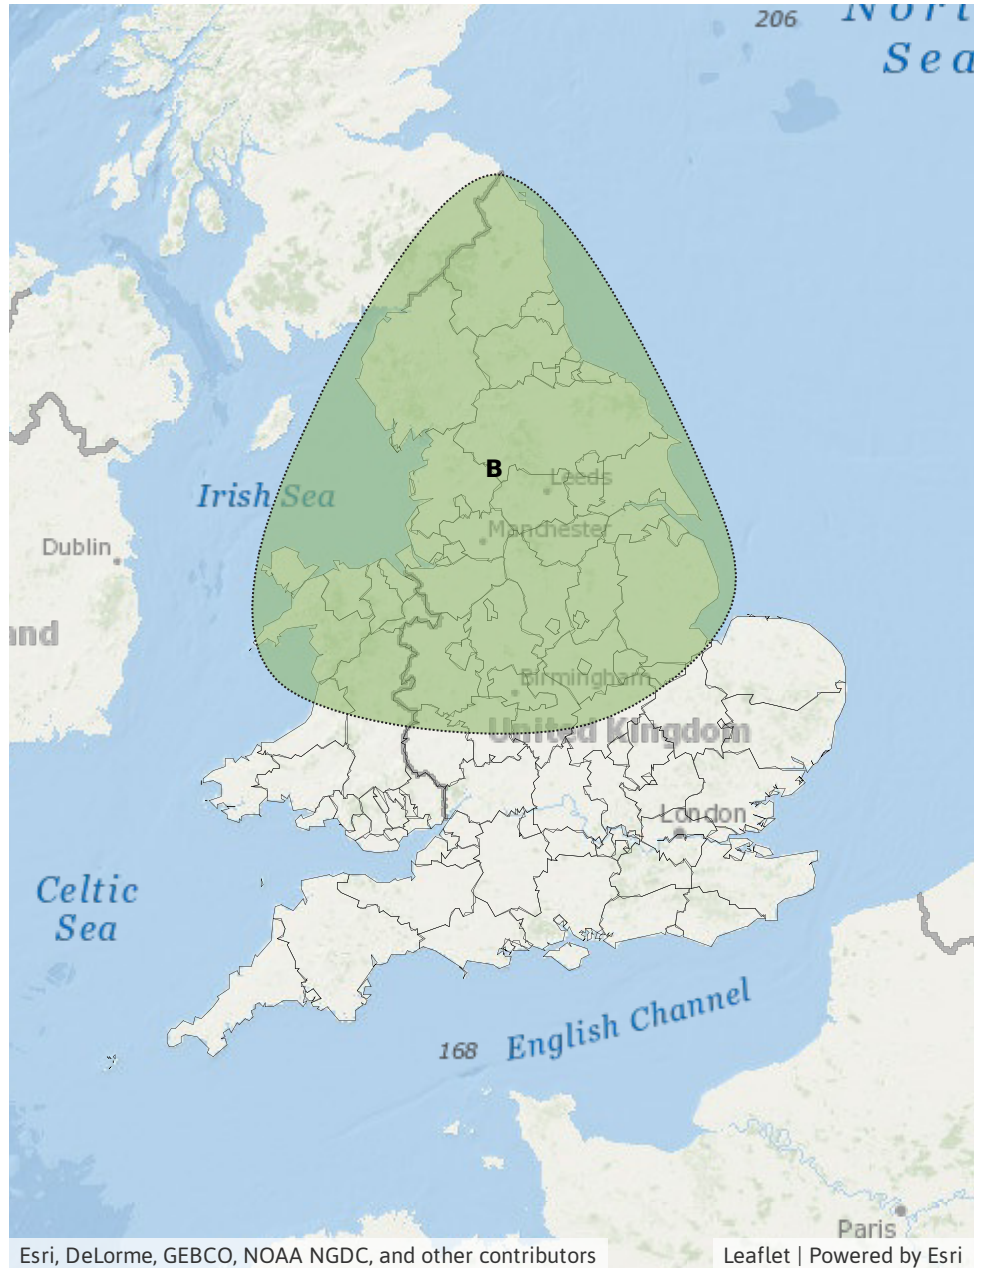 206
Nort
Sea
B
Leeds
Irish Sea
Manchester
Dublin
and
Birmingham
United Kingdom
London
Celtic
Sea
English Channel
168
Paris
Esri, DeLorme, GEBCO, NOAA NGDC, and other contributors
Leaflet | Powered by Esri